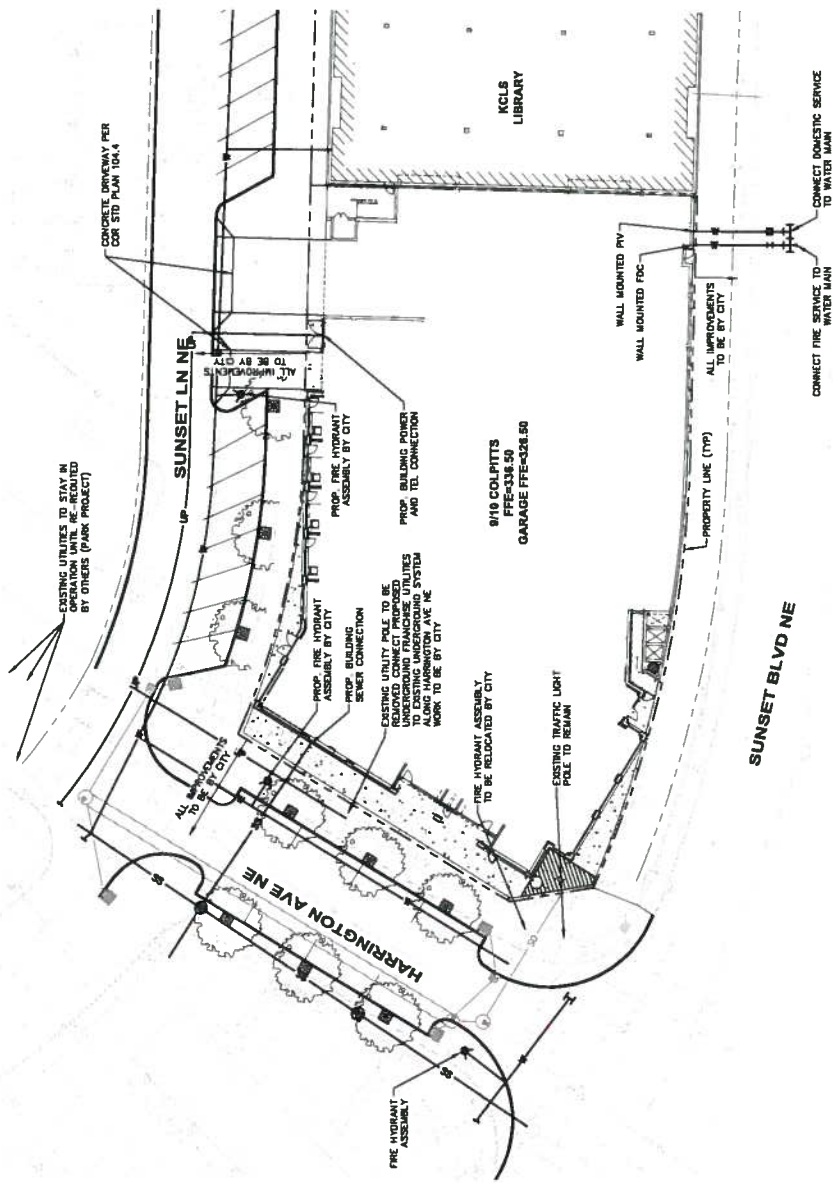 EXISTING UTILITIES TO STAY IN
OPERATION UNTIL RE-ROUTED
BY OTHERS (PARK PROJECT)
CONCRETE DRIVEWAY PER
COR STD PLAN 104.4
SUNSET LN NE
UP
UP
UP
ALL IMPROVEMENTS
TO BE BY CITY
KCLS
LIBRARY
PROP. FIRE HYDRANT
ASSEMBLY BY CITY
PROP. BUILDING POWER
AND TEL CONNECTION
PROP. FIRE HYDRANT
ASSEMBLY BY CITY
PROP. BUILDING
SEWER CONNECTION
EXISTING UTILITY POLE TO BE
REMOVED CONNECT PROPOSED
UNDERGROUND FRANCHISE UTILITIES
TO EXISTING UNDERGROUND SYSTEM
ALONG HARRINGTON AVE NE
WORK TO BE BY CITY
ALL IMPROVEMENTS
TO BE BY CITY
9/10 COLPITTS
FFE=336.50
GARAGE FFE=326.50
WALL MOUNTED PIV
WALL MOUNTED FDC
ALL IMPROVEMENTS
TO BE BY CITY
CONNECT DOMESTIC SERVICE
TO WATER MAIN
CONNECT FIRE SERVICE TO
WATER MAIN
PROPERTY LINE (TYP)
FIRE HYDRANT ASSEMBLY
TO BE RELOCATED BY CITY
EXISTING TRAFFIC LIGHT
POLE TO REMAIN
HARRINGTON AVE NE
SS
SS
SD
FIRE HYDRANT
ASSEMBLY
SUNSET BLVD NE